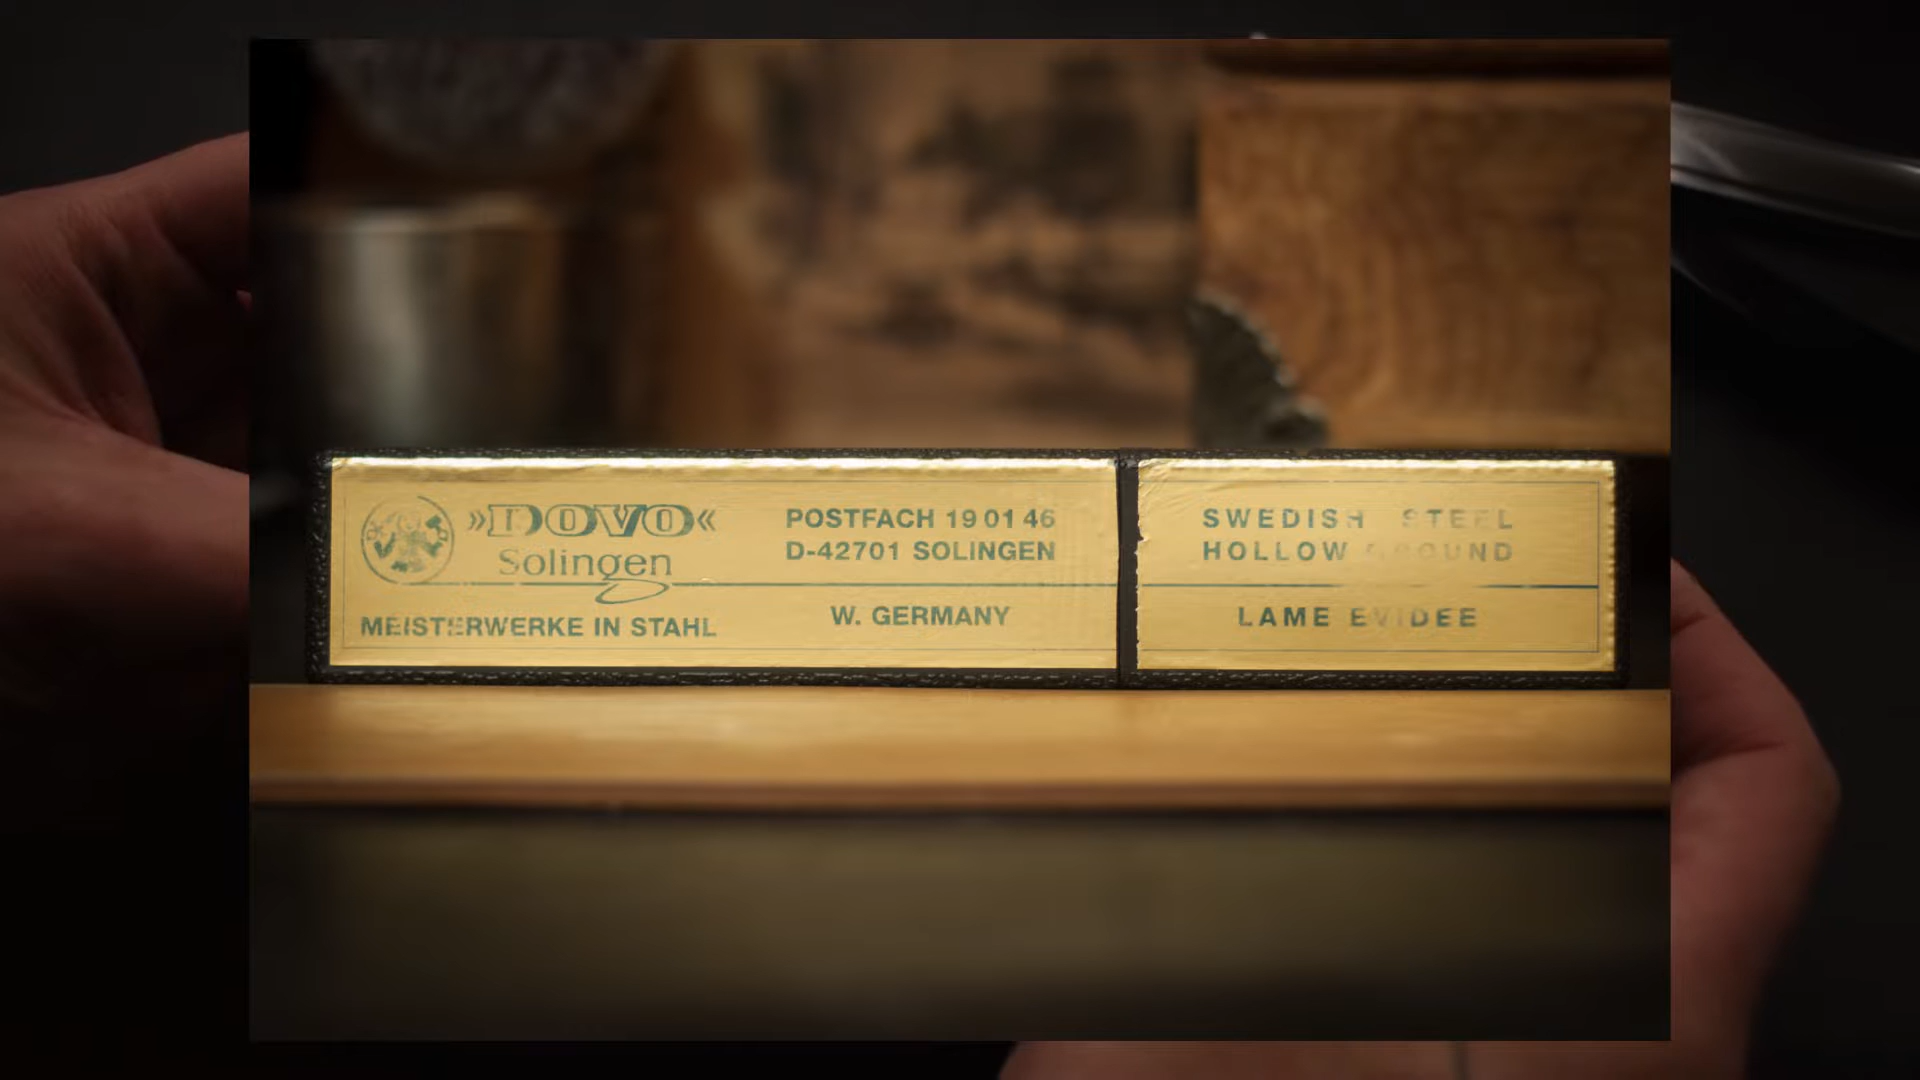 »DOVO«
Solingen
MEISTERWERKE IN STAHL
POSTFACH 19 01 46
D-42701 SOLINGEN
W. GERMANY
SWEDISH STEEL
HOLLOW GROUND
LAME EVIDEE